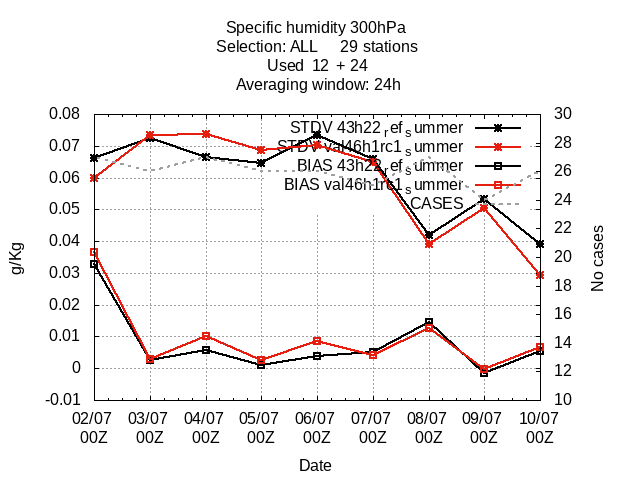 Specific humidity 300hPa
Selection: ALL 29 stations
Used 12 + 24
Averaging window: 24h
0.08
0.07
0.06
0.05
0.04
0.03
0.02
0.01
0
-0.01
g/Kg
STDV 43h22_ref_summer
STDV val46h1rc1_summer
BIAS 43h22_ref_summer
BIAS val46h1rc1_summer
CASES
30
28
26
24
22
20
18
16
14
12
10
No cases
02/07 03/07 04/07 05/07 06/07 07/07 08/07 09/07 10/07
00Z 00Z 00Z 00Z 00Z 00Z 00Z 00Z 00Z
Date